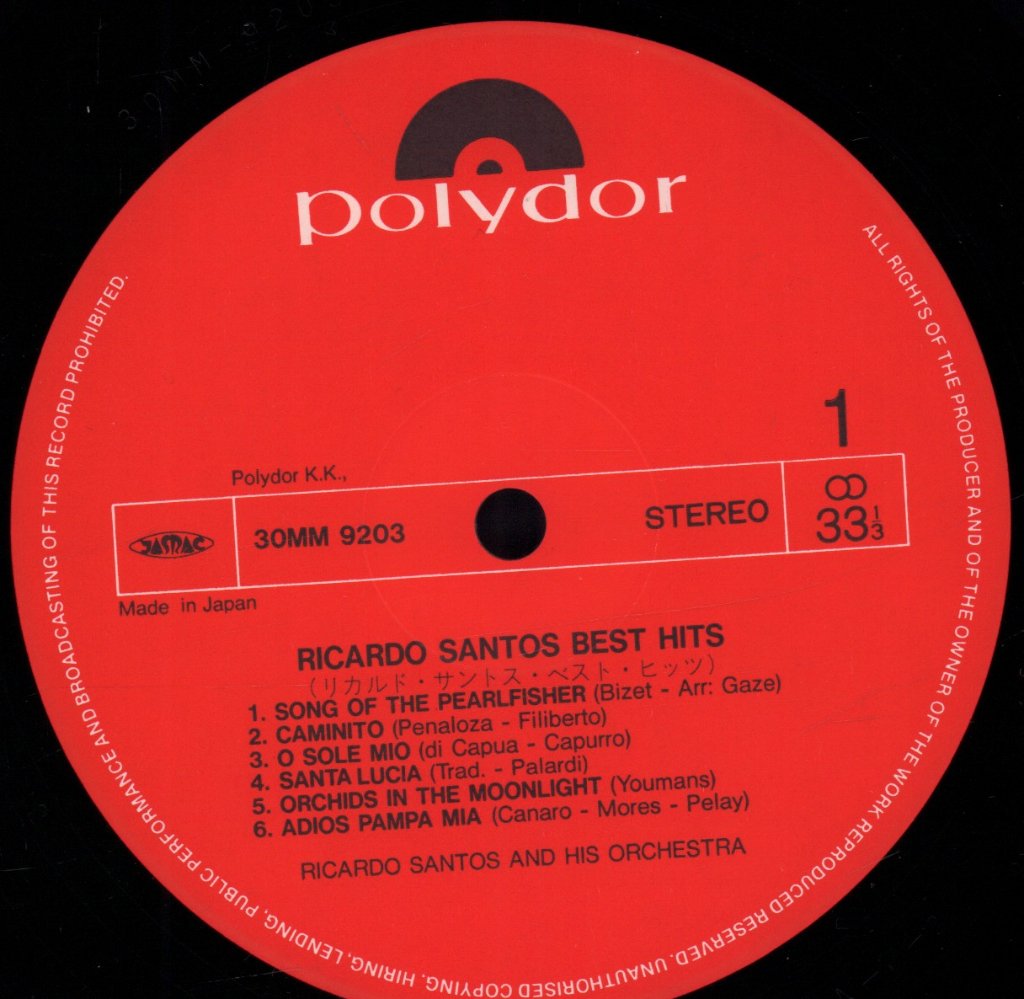 polydor
ALL RIGHTS OF THE PRODUCER AND OF THE OWNER OF THE WORK REPRODUCED RESERVED. UNAUTHORISED COPYING, HIRING, LENDING, PUBLIC PERFORMANCE AND BROADCASTING OF THIS RECORD PROHIBITED.
1
Polydor K.K.,
JASRAC
30MM 9203
STEREO
33 1/3
Made in Japan
RICARDO SANTOS BEST HITS
(リカルド・サントス・ベスト・ヒッツ)
1. SONG OF THE PEARLFISHER (Bizet - Arr: Gaze)
2. CAMINITO (Penaloza - Filiberto)
3. O SOLE MIO (di Capua - Capurro)
4. SANTA LUCIA (Trad. - Palardi)
5. ORCHIDS IN THE MOONLIGHT (Youmans)
6. ADIOS PAMPA MIA (Canaro - Mores - Pelay)
RICARDO SANTOS AND HIS ORCHESTRA